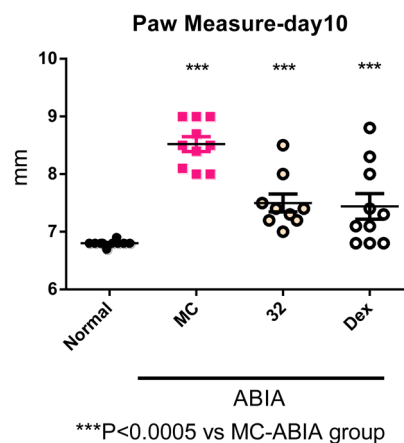 Paw Measure-day10
10
***
***
***
9
mm
8
7
6
Normal
MC
32
Dex
ABIA
***P<0.0005 vs MC-ABIA group